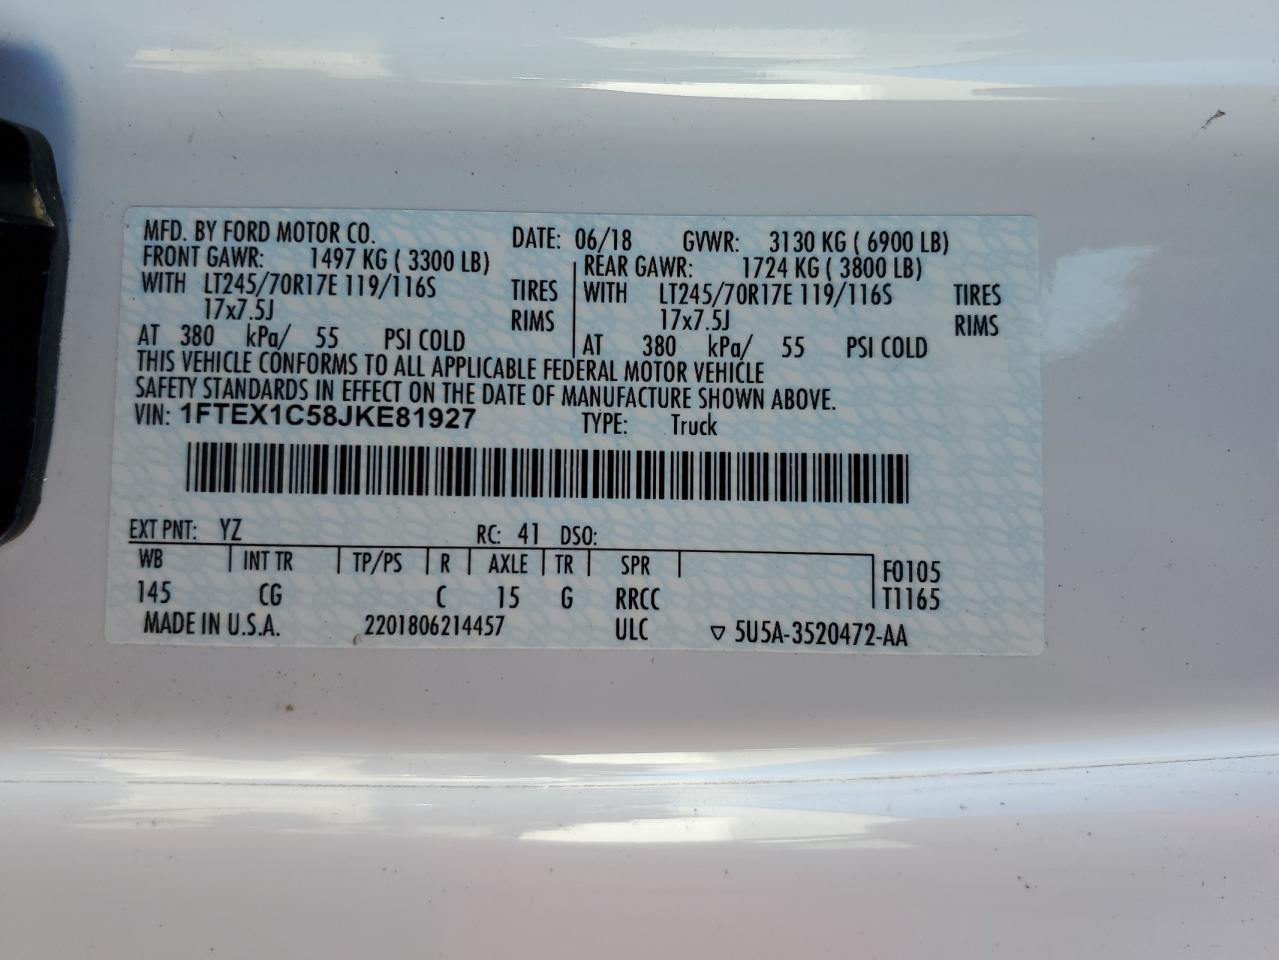 MFD. BY FORD MOTOR CO. DATE: 06/18 GVWR: 3130 KG ( 6900 LB)
FRONT GAWR: 1497 KG ( 3300 LB) REAR GAWR: 1724 KG ( 3800 LB)
WITH LT245/70R17E 119/116S TIRES WITH LT245/70R17E 119/116S TIRES
17x7.5J RIMS 17x7.5J RIMS
AT 380 kPa/ 55 PSI COLD AT 380 kPa/ 55 PSI COLD
THIS VEHICLE CONFORMS TO ALL APPLICABLE FEDERAL MOTOR VEHICLE
SAFETY STANDARDS IN EFFECT ON THE DATE OF MANUFACTURE SHOWN ABOVE.
VIN: 1FTEX1C58JKE81927 TYPE: Truck
EXT PNT: YZ RC: 41 DSO:
WB INT TR TP/PS R AXLE TR SPR F0105
145 CG C 15 G RRCC T1165
MADE IN U.S.A. 2201806214457 ULC ▽ 5U5A-3520472-AA